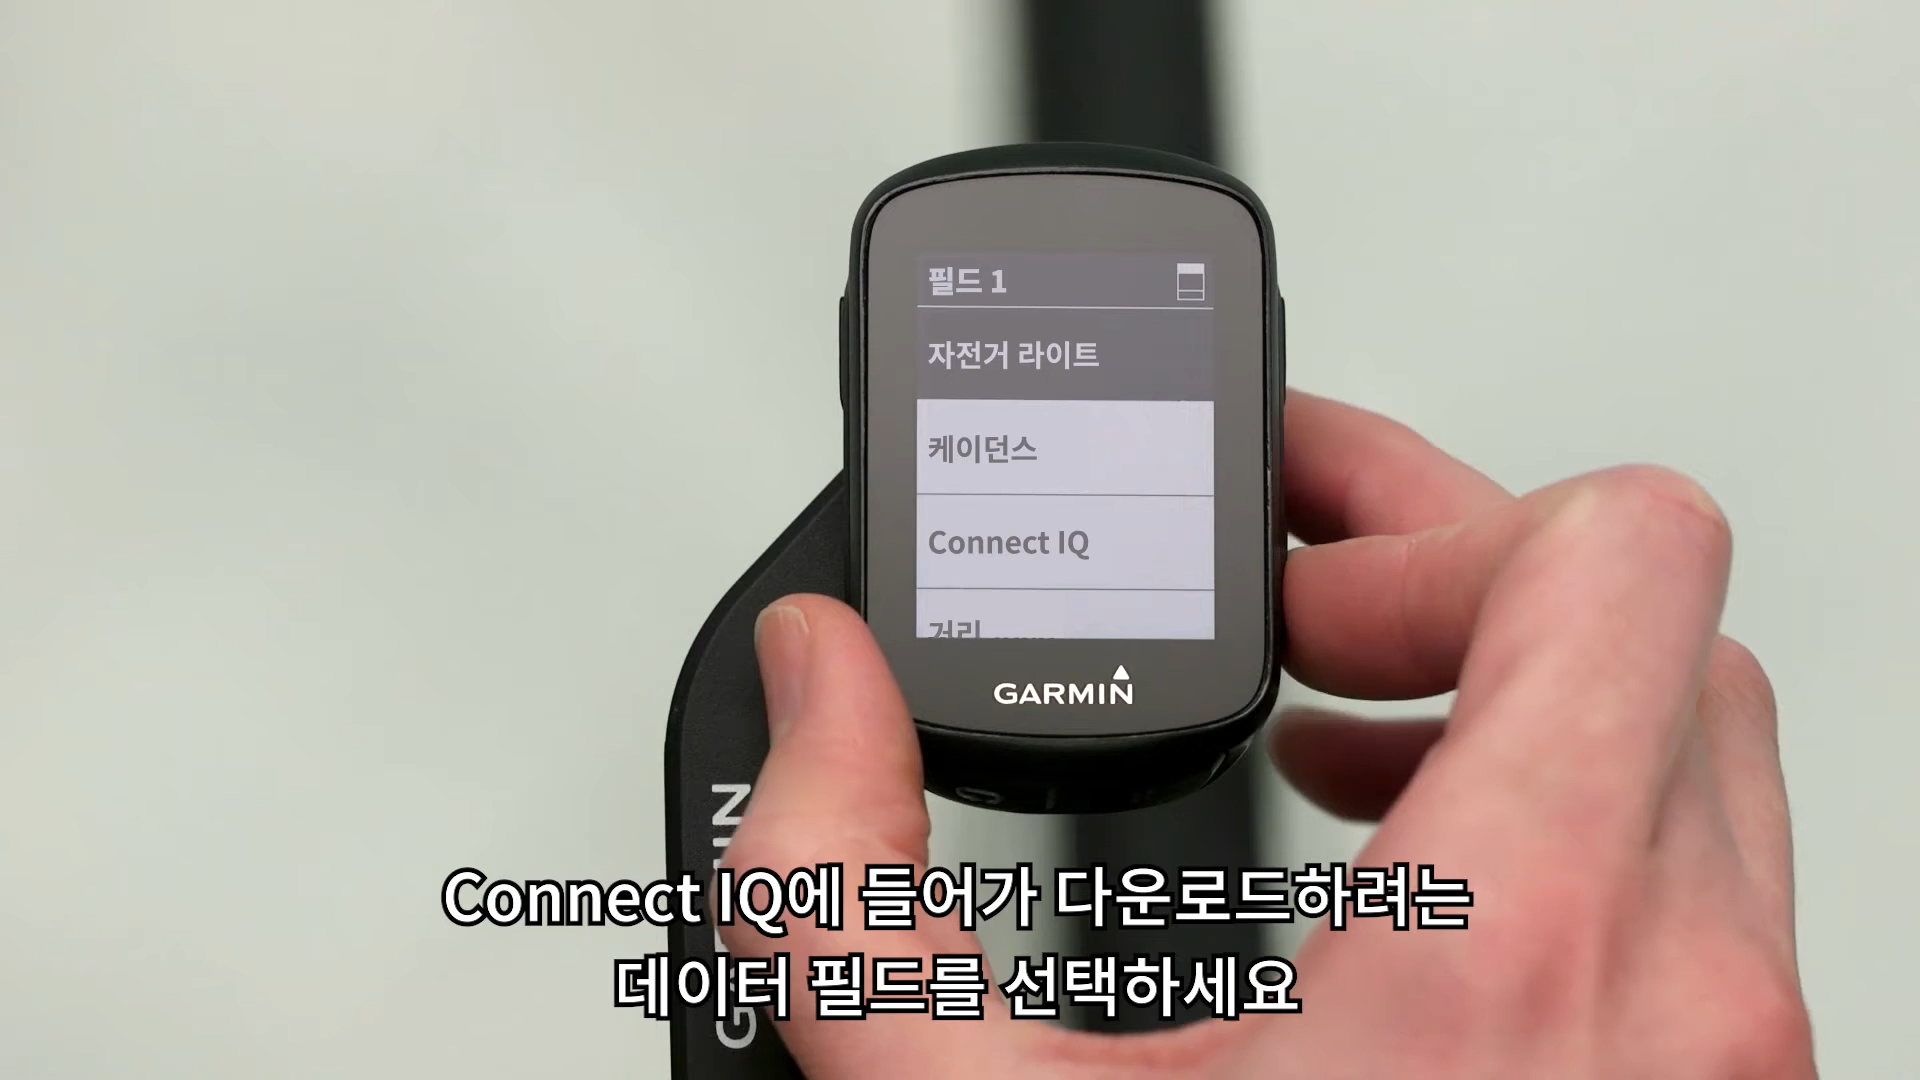 필드 1
자전거 라이트
케이던스
Connect IQ
거리
GARMIN
Connect IQ에 들어가 다운로드하려는
데이터 필드를 선택하세요